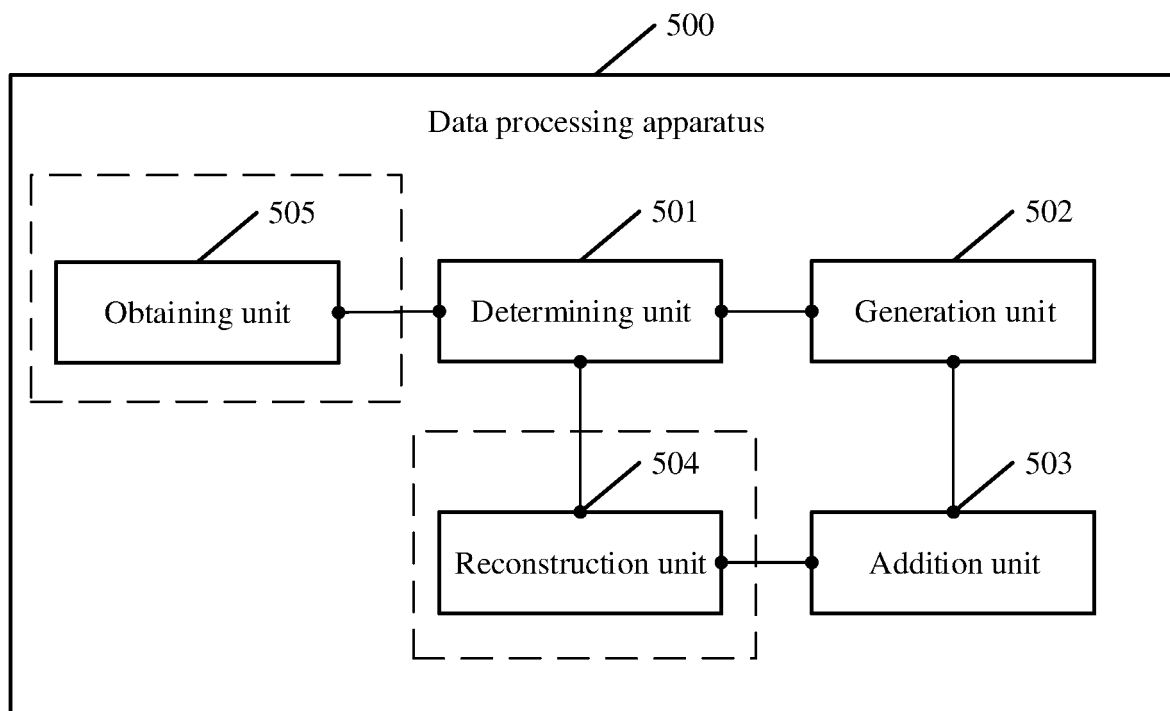 500
Data processing apparatus
505
501
502
Obtaining unit
Determining unit
Generation unit
504
503
Reconstruction unit
Addition unit